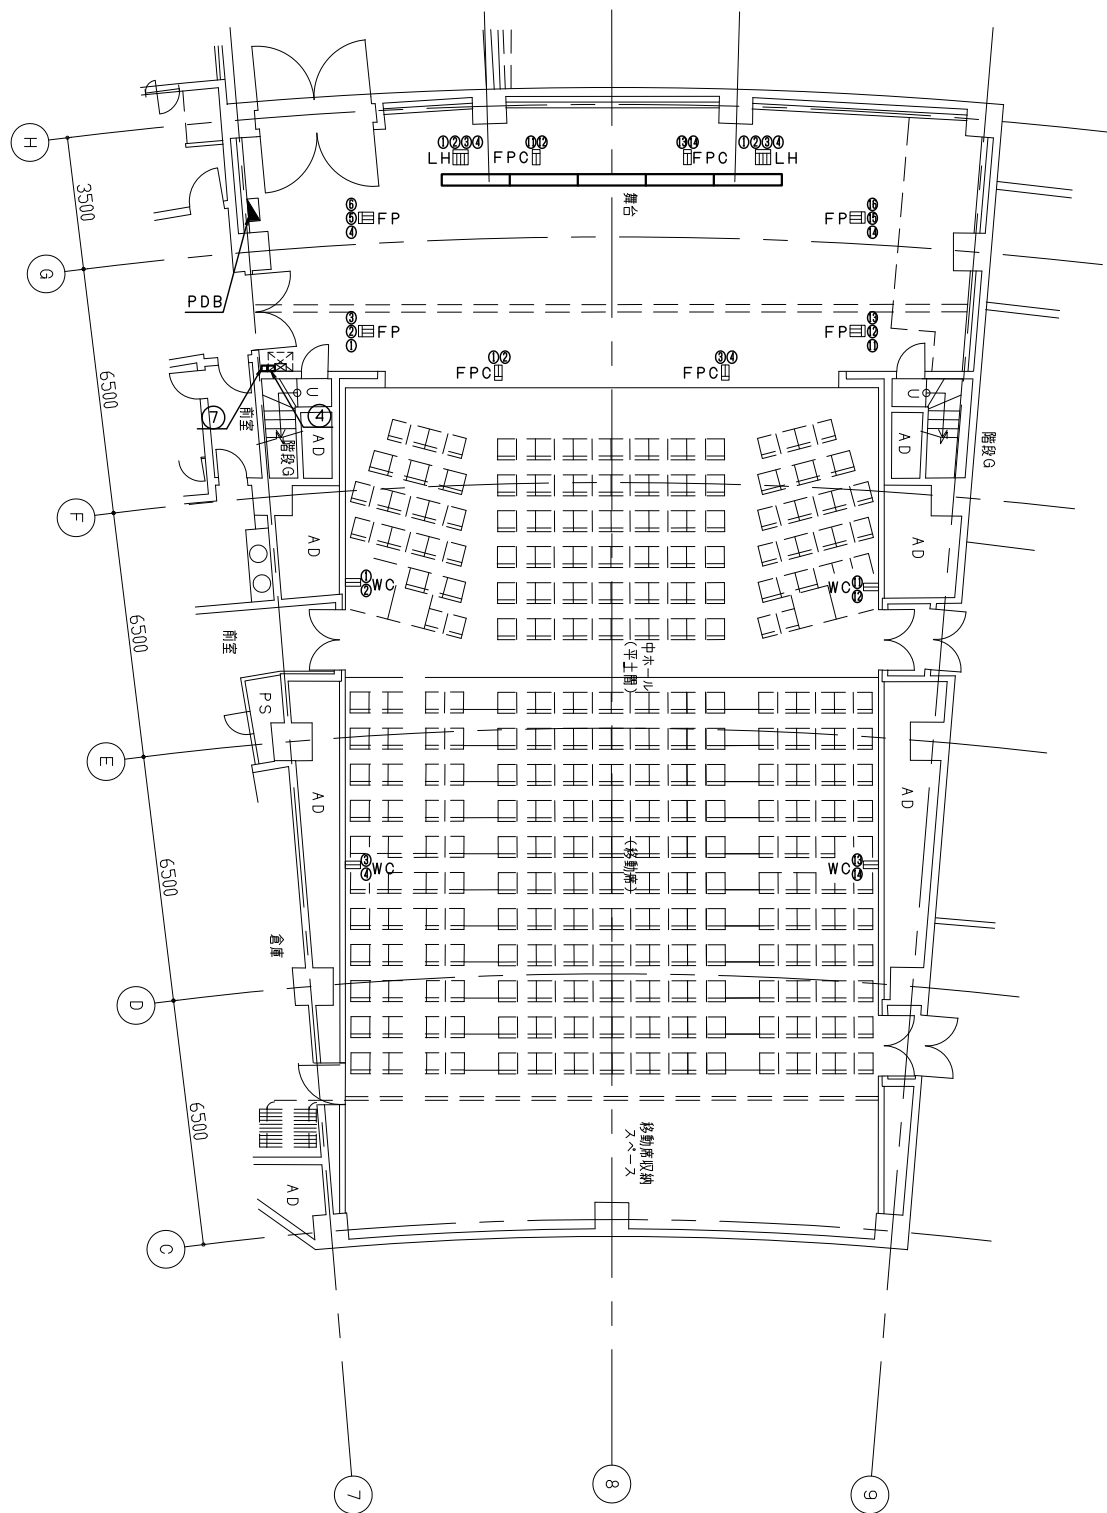 H
3500
G
6500
F
6500
E
6500
D
6500
C
①②③④
LH
⑪⑫
FPC
⑬⑭
FPC
①②③④
LH
舞台
⑥
⑤
④
FP
⑯
⑮
⑭
FP
PDB
③
②
①
FP
⑬
⑫
⑪
FP
①②
FPC
③④
FPC
⑦
④
前室
U
AD
階段G
U
AD
階段G
AD
AD
①
②
WC
⑪
⑫
WC
前室
中ホール
(平土間)
PS
AD
AD
③
④
WC
(移動席)
⑬
⑭
WC
倉庫
移動席収納
スペース
AD
7
8
9